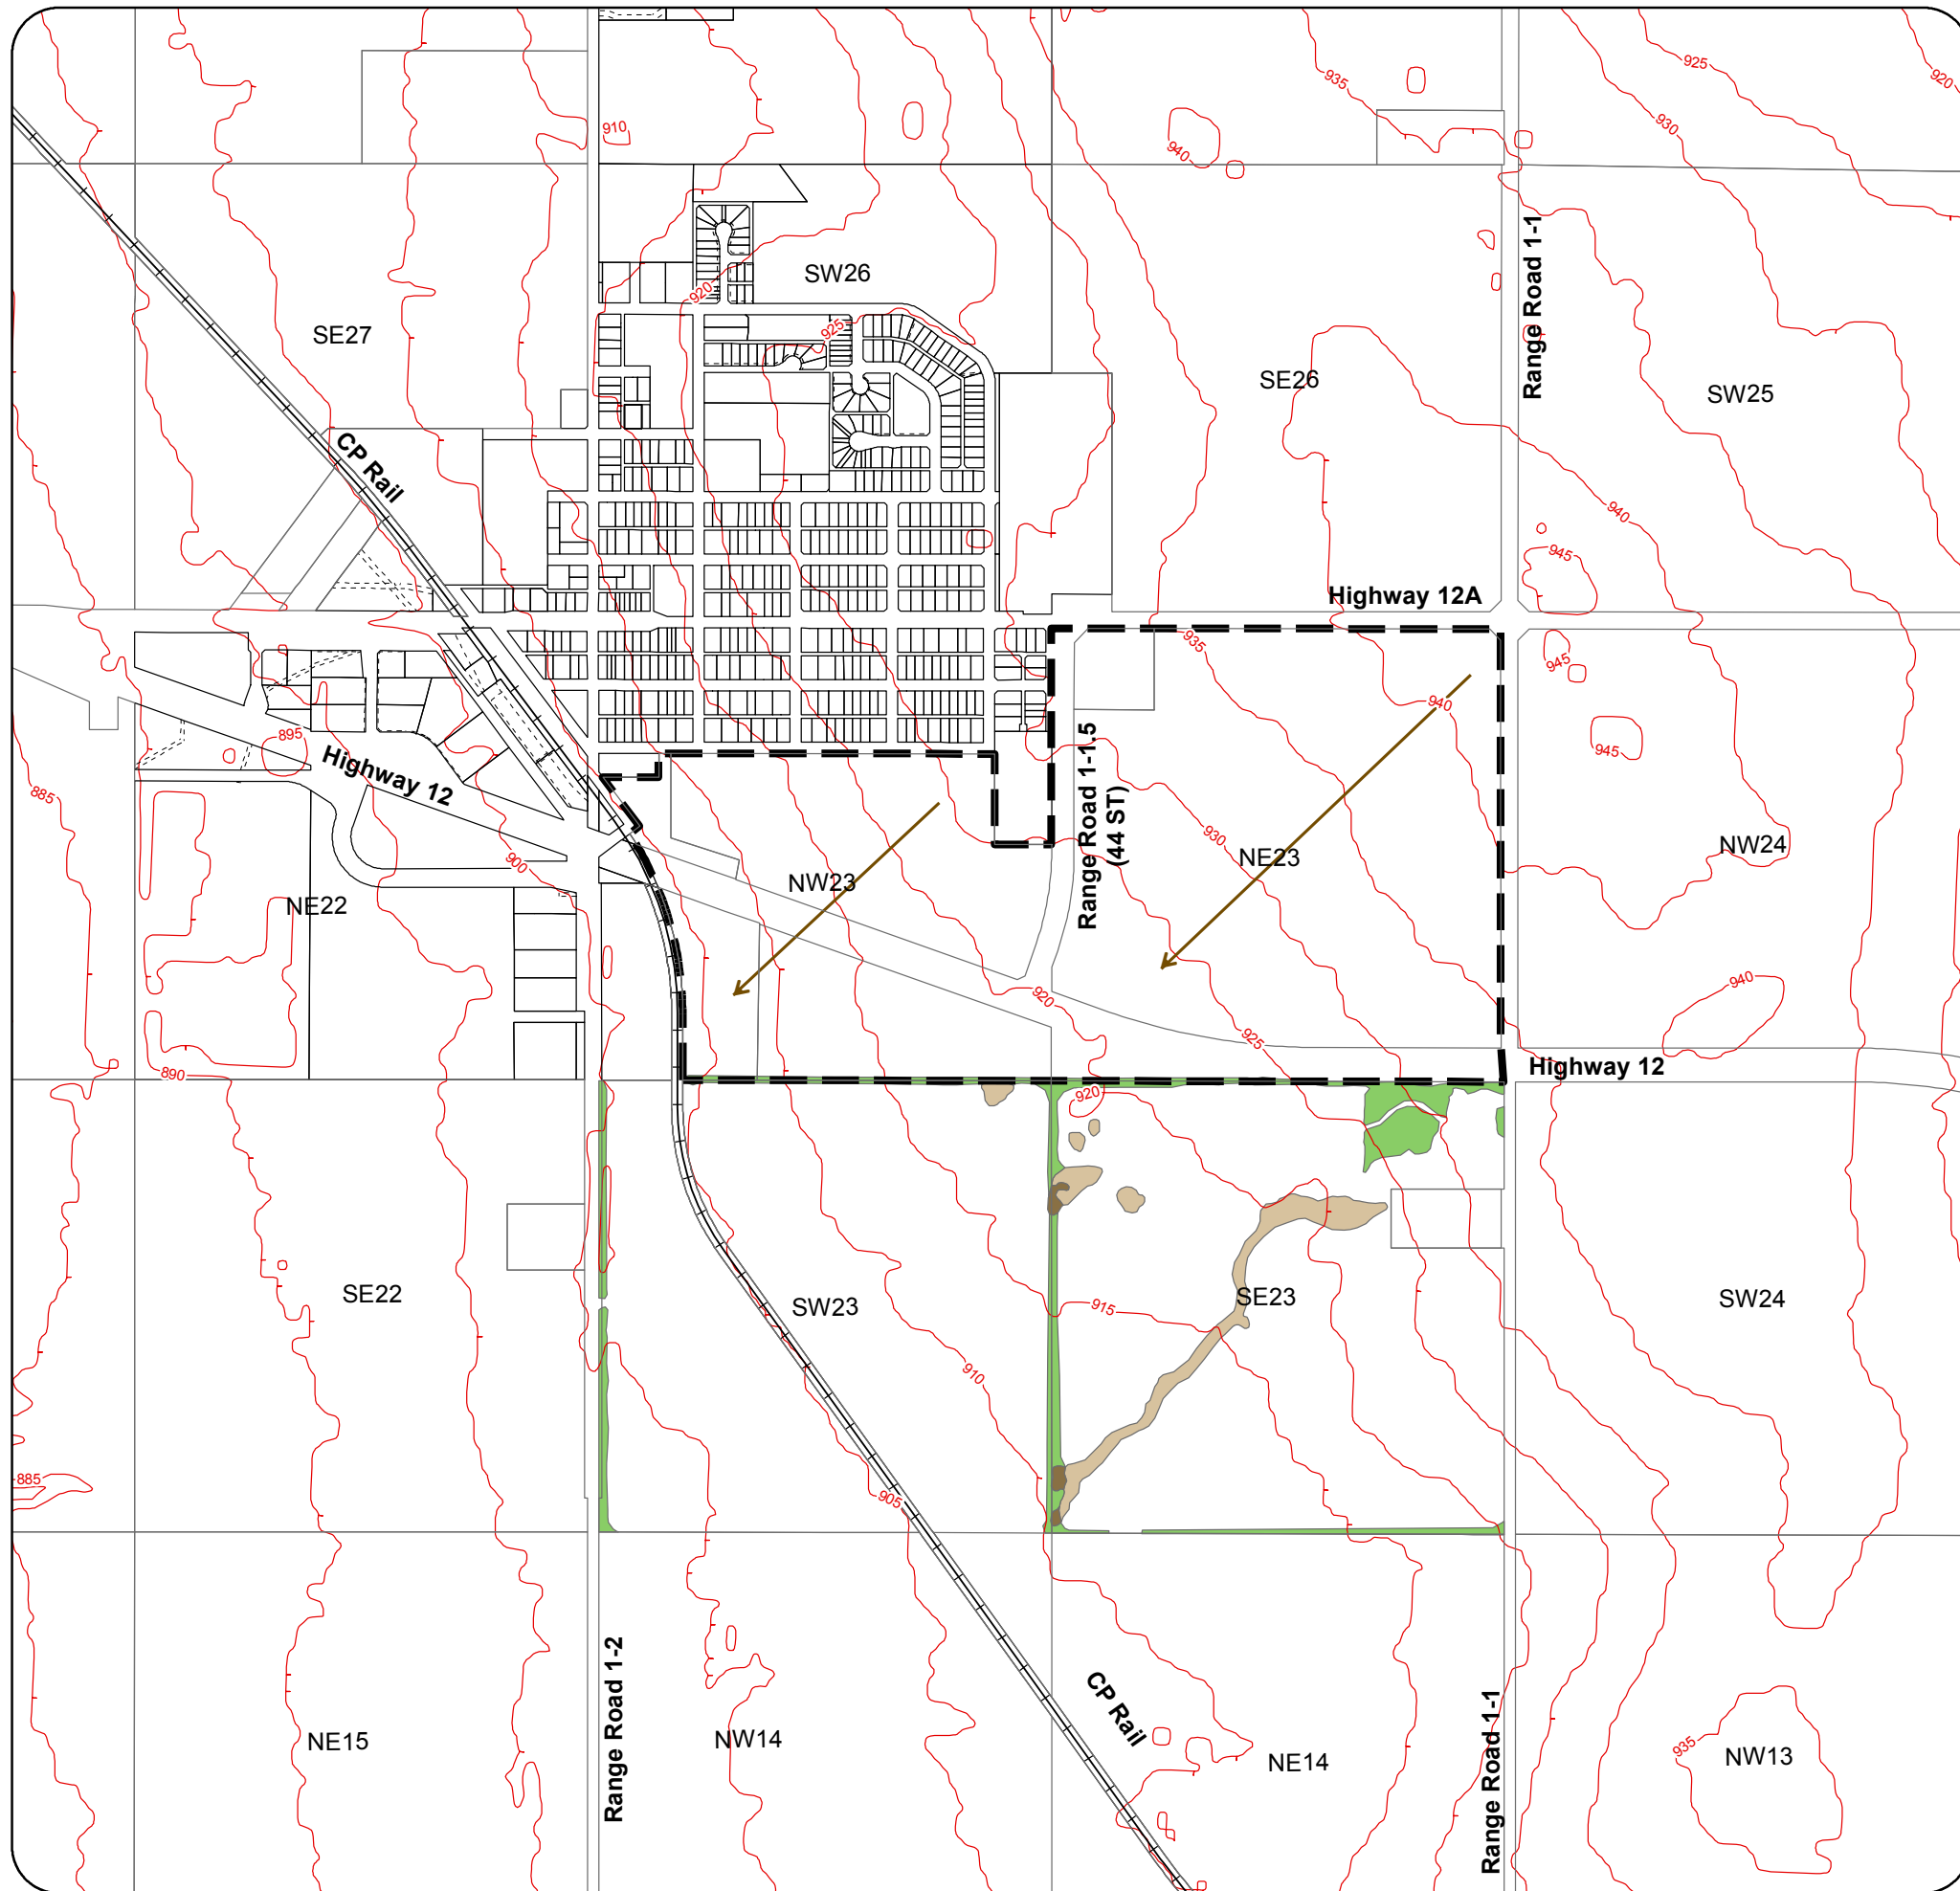 925
920
935
930
910
940
SW26
Range Road 1-1
920
925
SE27
SE26
SW25
CP Rail
940
945
Highway 12A
935
945
940
895
945
Highway 12
885
Range Road 1-1.5
(44 ST)
930
NE23
NW24
900
NW23
NE22
940
920
925
Highway 12
890
920
SE22
SW23
SE23
SW24
915
910
885
905
CP Rail
Range Road 1-2
Range Road 1-1
NE15
NW14
NE14
935
NW13